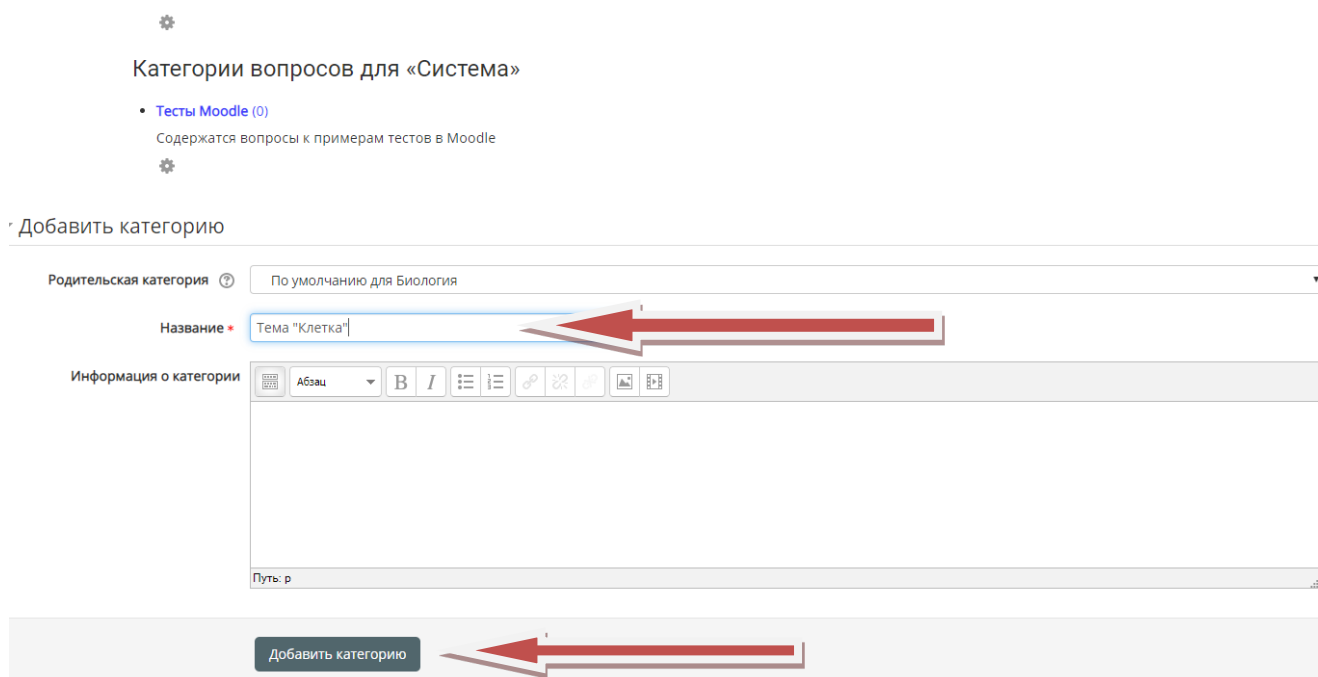 Категории вопросов для «Система»
• Тесты Moodle (0)
Содержатся вопросы к примерам тестов в Moodle
Добавить категорию
Родительская категория ? По умолчанию для Биология
Название * Тема "Клетка"
Информация о категории Абзац B I
Путь: p
Добавить категорию